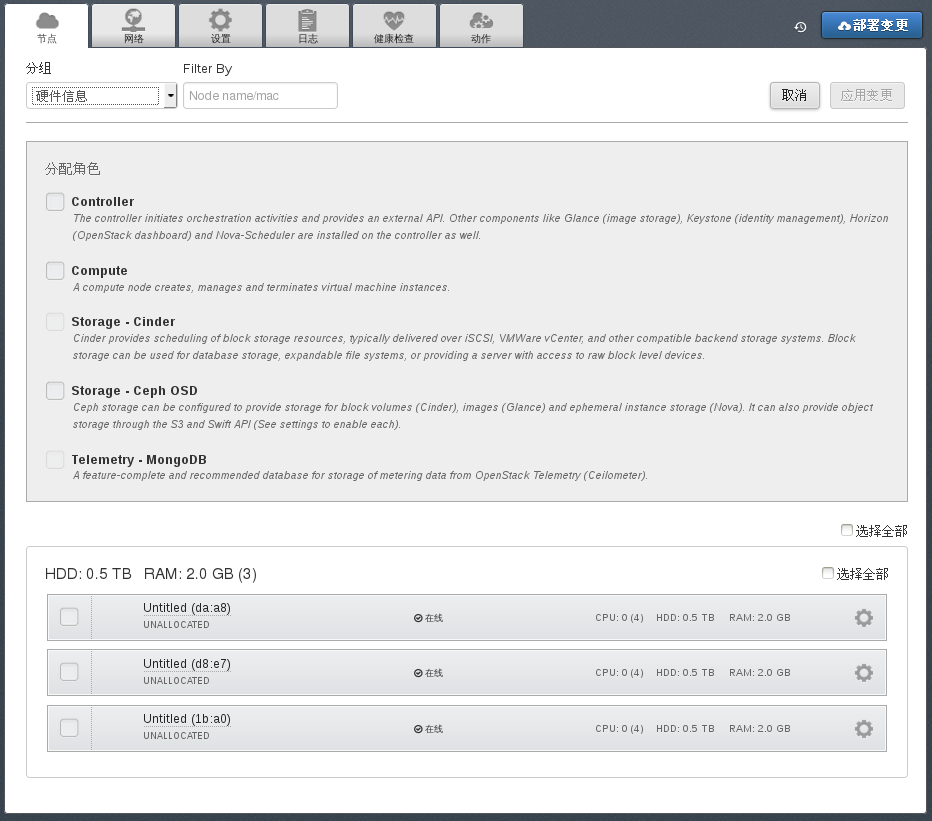 节点
网络
设置
日志
健康检查
动作
部署变更
分组
Filter By
硬件信息
Node name/mac
取消
应用变更
分配角色
Controller
The controller initiates orchestration activities and provides an external API. Other components like Glance (image storage), Keystone (identity management), Horizon
(OpenStack dashboard) and Nova-Scheduler are installed on the controller as well.
Compute
A compute node creates, manages and terminates virtual machine instances.
Storage - Cinder
Cinder provides scheduling of block storage resources, typically delivered over iSCSI, VMWare vCenter, and other compatible backend storage systems. Block
storage can be used for database storage, expandable file systems, or providing a server with access to raw block level devices.
Storage - Ceph OSD
Ceph storage can be configured to provide storage for block volumes (Cinder), images (Glance) and ephemeral instance storage (Nova). It can also provide object
storage through the S3 and Swift API (See settings to enable each).
Telemetry - MongoDB
A feature-complete and recommended database for storage of metering data from OpenStack Telemetry (Ceilometer).
选择全部
HDD: 0.5 TB RAM: 2.0 GB (3)
选择全部
Untitled (da:a8)
UNALLOCATED
在线
CPU: 0 (4) HDD: 0.5 TB RAM: 2.0 GB
Untitled (d8:e7)
UNALLOCATED
在线
CPU: 0 (4) HDD: 0.5 TB RAM: 2.0 GB
Untitled (1b:a0)
UNALLOCATED
在线
CPU: 0 (4) HDD: 0.5 TB RAM: 2.0 GB